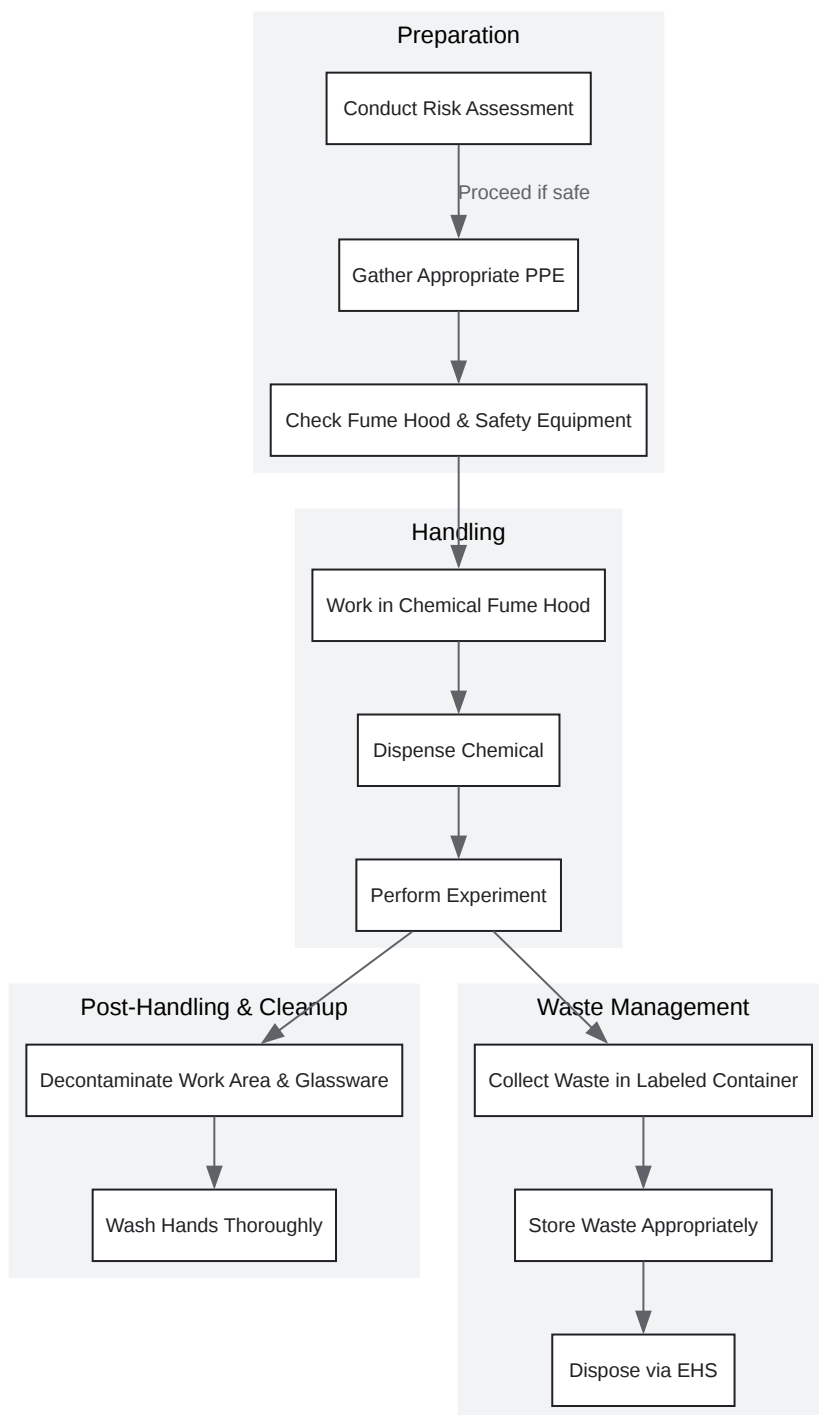 Preparation
Conduct Risk Assessment
Proceed if safe
Gather Appropriate PPE
Check Fume Hood & Safety Equipment
Handling
Work in Chemical Fume Hood
Dispense Chemical
Perform Experiment
Post-Handling & Cleanup
Decontaminate Work Area & Glassware
Wash Hands Thoroughly
Waste Management
Collect Waste in Labeled Container
Store Waste Appropriately
Dispose via EHS